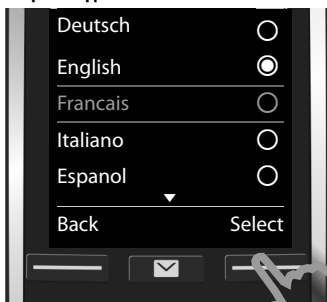 Deutsch
English
Francais
Italiano
Espanol
Back Select